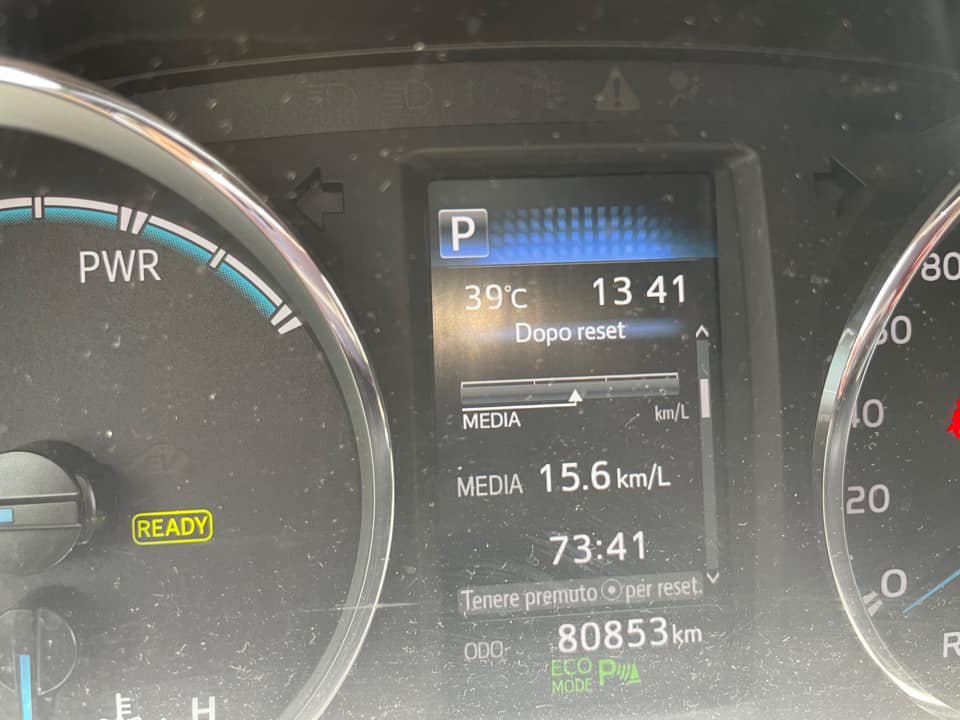 PWR
P
39°C 13 41
Dopo reset
MEDIA km/L
MEDIA 15.6 km/L
READY
73:41
Tenere premuto per reset.
ODO 80853 km
ECO
MODE P
H
80
60
40
20
0
R